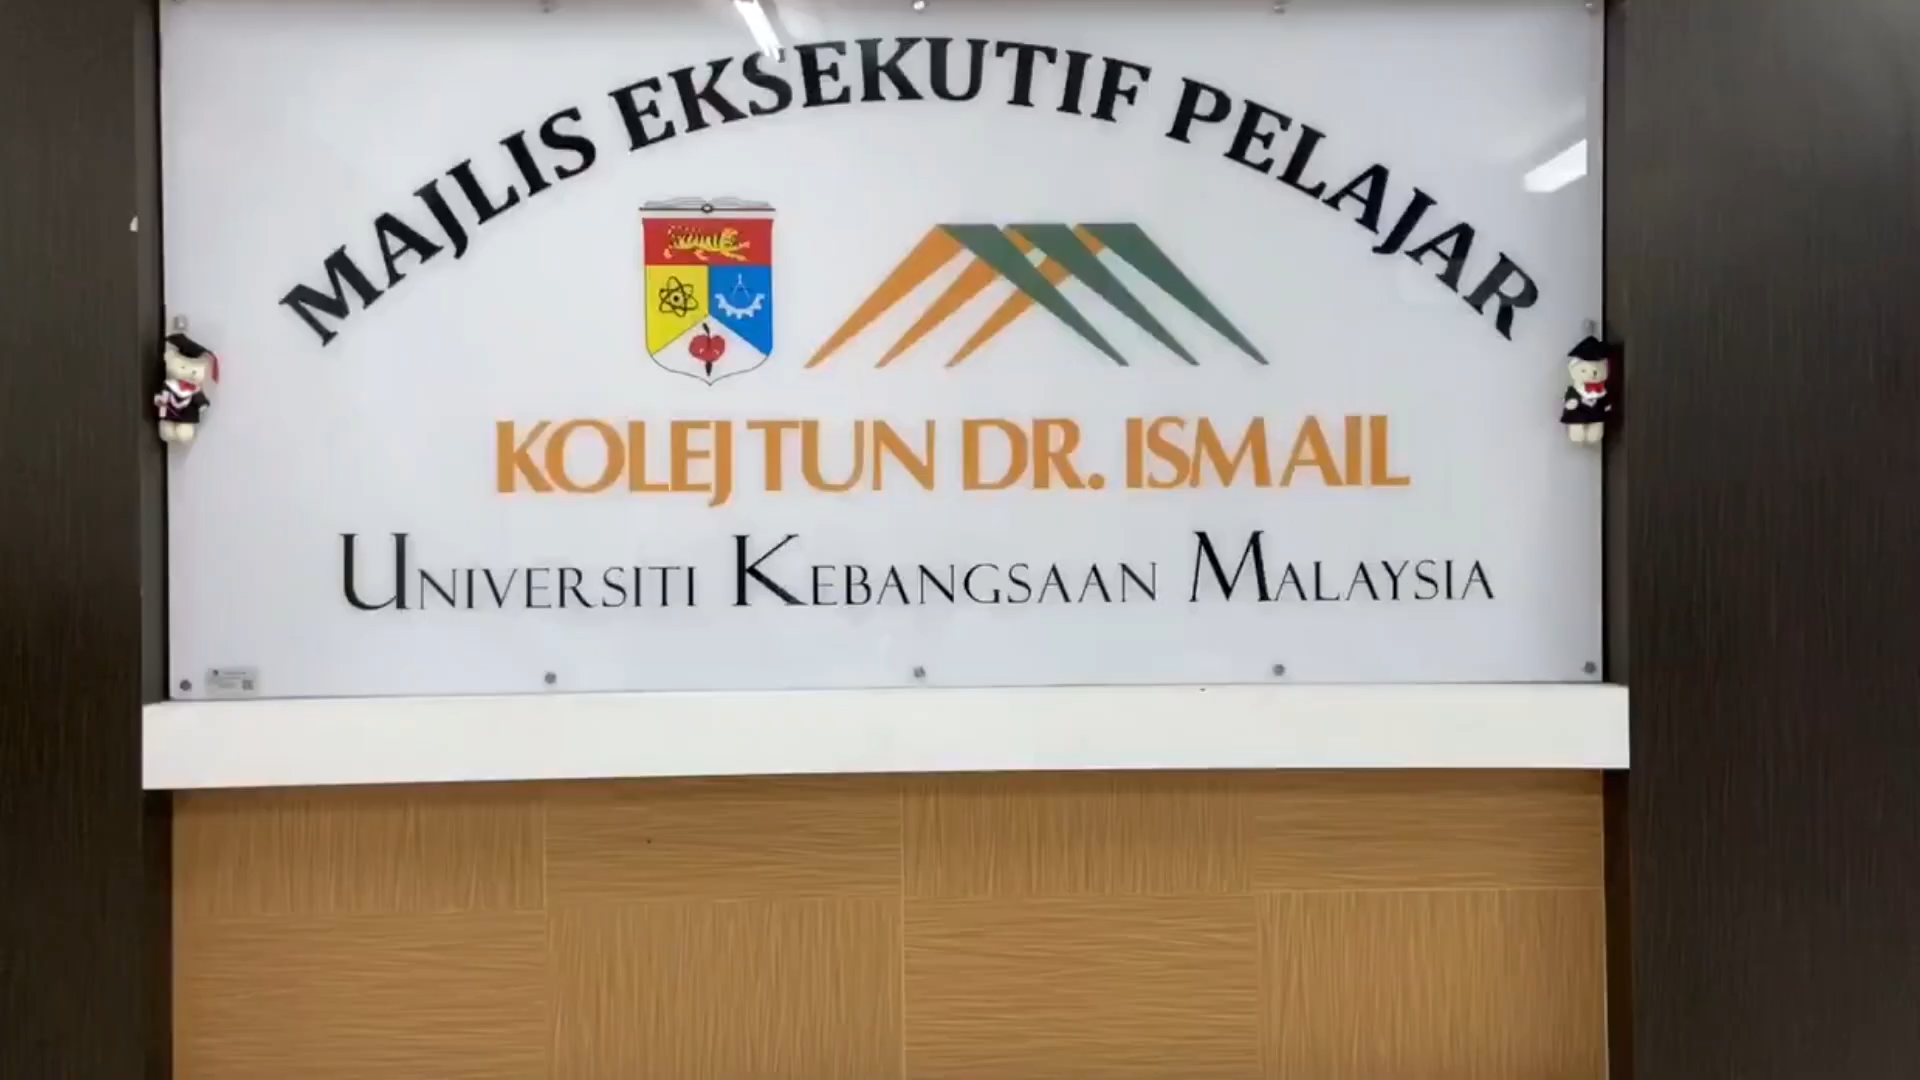 MAJLIS EKSEKUTIF PELAJAR
KOLEJ TUN DR. ISMAIL
UNIVERSITI KEBANGSAAN MALAYSIA